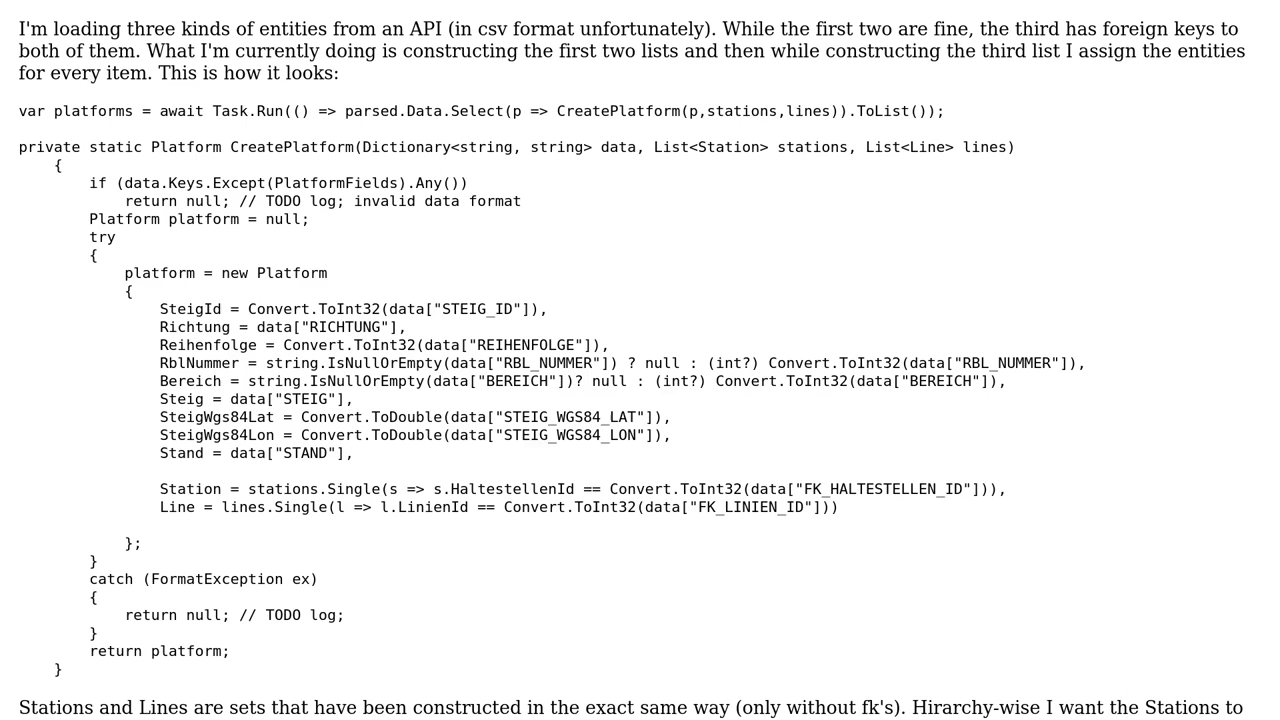 I'm loading three kinds of entities from an API (in csv format unfortunately). While the first two are fine, the third has foreign keys to
both of them. What I'm currently doing is constructing the first two lists and then while constructing the third list I assign the entities
for every item. This is how it looks:
var platforms = await Task.Run(() => parsed.Data.Select(p => CreatePlatform(p,stations,lines)).ToList());
private static Platform CreatePlatform(Dictionary<string, string> data, List<Station> stations, List<Line> lines)
    {
        if (data.Keys.Except(PlatformFields).Any())
            return null; // TODO log; invalid data format
        Platform platform = null;
        try
        {
            platform = new Platform
            {
                SteigId = Convert.ToInt32(data["STEIG_ID"]),
                Richtung = data["RICHTUNG"],
                Reihenfolge = Convert.ToInt32(data["REIHENFOLGE"]),
                RblNummer = string.IsNullOrEmpty(data["RBL_NUMMER"]) ? null : (int?) Convert.ToInt32(data["RBL_NUMMER"]),
                Bereich = string.IsNullOrEmpty(data["BEREICH"])? null : (int?) Convert.ToInt32(data["BEREICH"]),
                Steig = data["STEIG"],
                SteigWgs84Lat = Convert.ToDouble(data["STEIG_WGS84_LAT"]),
                SteigWgs84Lon = Convert.ToDouble(data["STEIG_WGS84_LON"]),
                Stand = data["STAND"],
                Station = stations.Single(s => s.HaltestellenId == Convert.ToInt32(data["FK_HALTESTELLEN_ID"])),
                Line = lines.Single(l => l.LinienId == Convert.ToInt32(data["FK_LINIEN_ID"]))
            };
        }
        catch (FormatException ex)
        {
            return null; // TODO log;
        }
        return platform;
    }
Stations and Lines are sets that have been constructed in the exact same way (only without fk's). Hirarchy-wise I want the Stations to